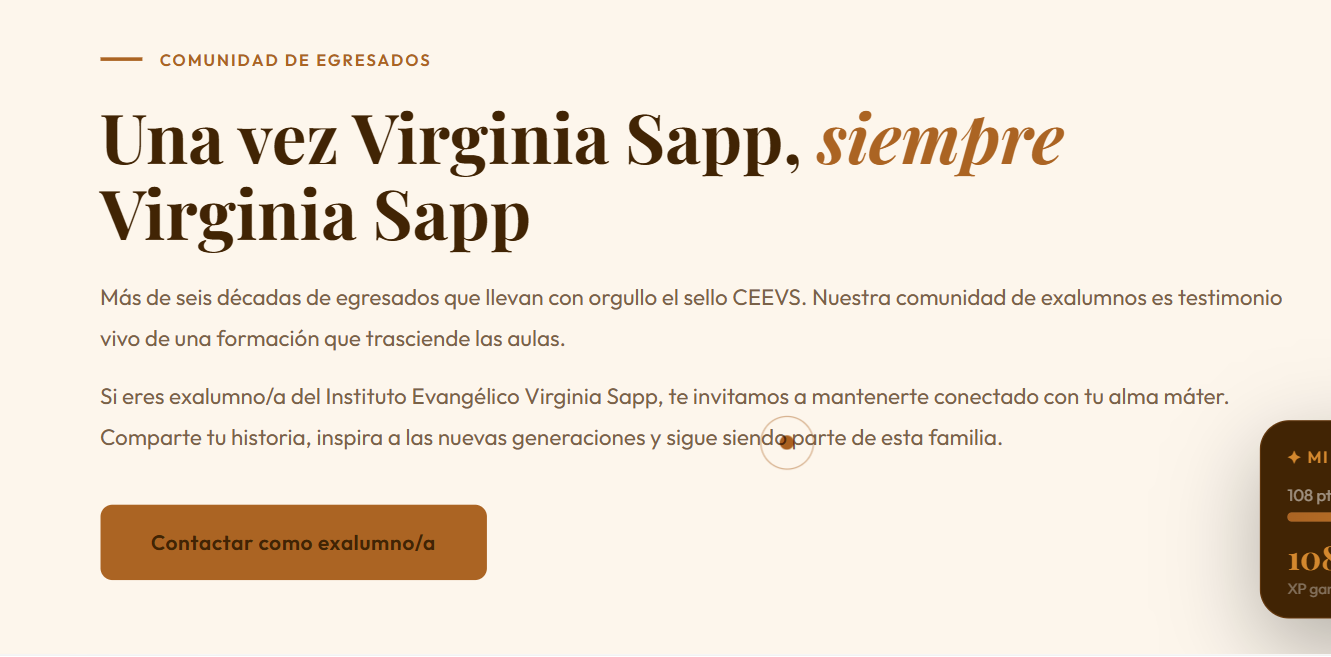 COMUNIDAD DE EGRESADOS
Una vez Virginia Sapp, siempre
Virginia Sapp
Más de seis décadas de egresados que llevan con orgullo el sello CEEVS. Nuestra comunidad de exalumnos es testimonio
vivo de una formación que trasciende las aulas.
Si eres exalumno/a del Instituto Evangélico Virginia Sapp, te invitamos a mantenerte conectado con tu alma máter.
Comparte tu historia, inspira a las nuevas generaciones y sigue siendo parte de esta familia.
✦ MI
108 pt
108
XP gan
Contactar como exalumno/a